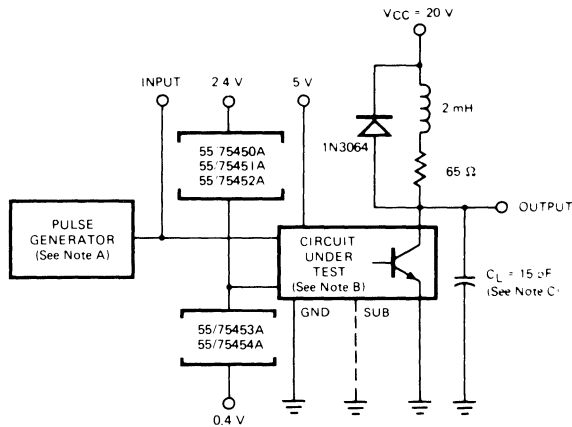 VCC = 20 V
INPUT
2 4 V
5 V
2 mH
1N3064
65 Ω
55/75450A
55/75451A
55/75452A
OUTPUT
PULSE
GENERATOR
(See Note A)
CIRCUIT
UNDER
TEST
(See Note B)
CL = 15 pF
(See Note C)
GND
SUB
55/75453A
55/75454A
0.4 V